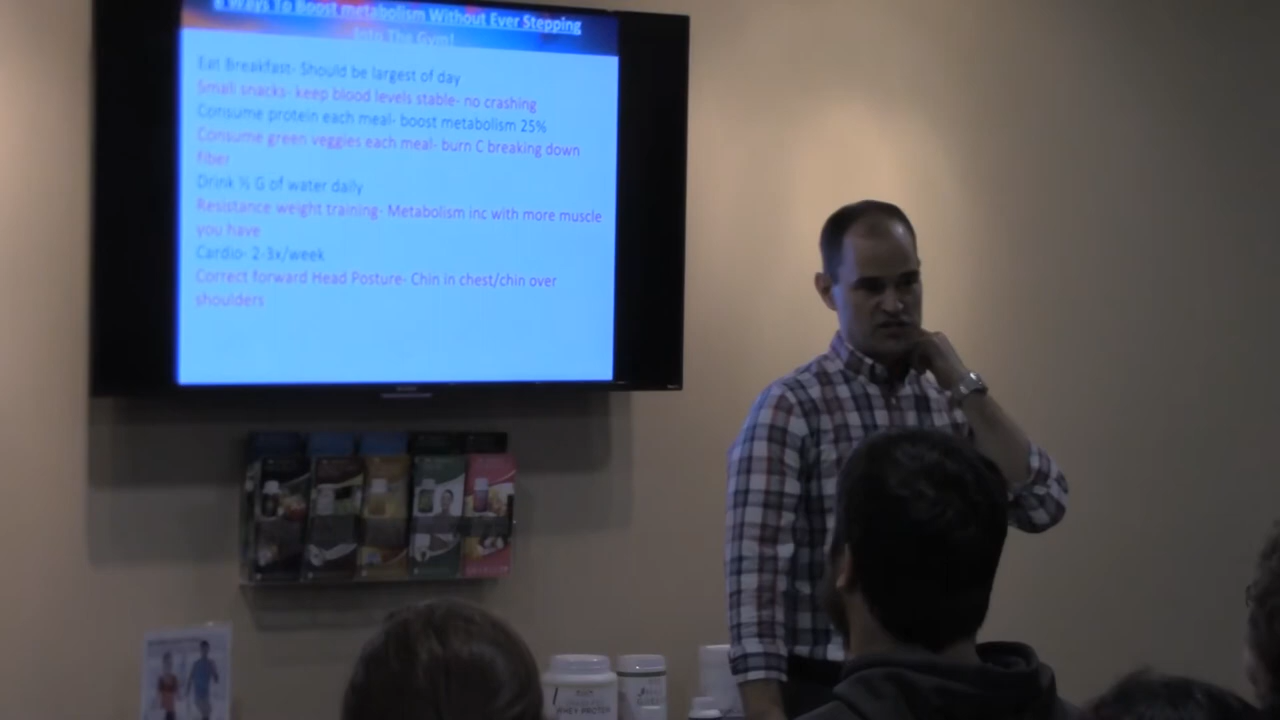 8 Ways To Boost metabolism Without Ever Stepping
Into The Gym!
Eat Breakfast- Should be largest of day
Small snacks- keep blood levels stable- no crashing
Consume protein each meal- boost metabolism 25%
Consume green veggies each meal- burn C breaking down
fiber
Drink ½ G of water daily
Resistance weight training- Metabolism inc with more muscle
you have
Cardio- 2-3x/week
Correct forward Head Posture- Chin in chest/chin over
shoulders
WHEY PROTEIN